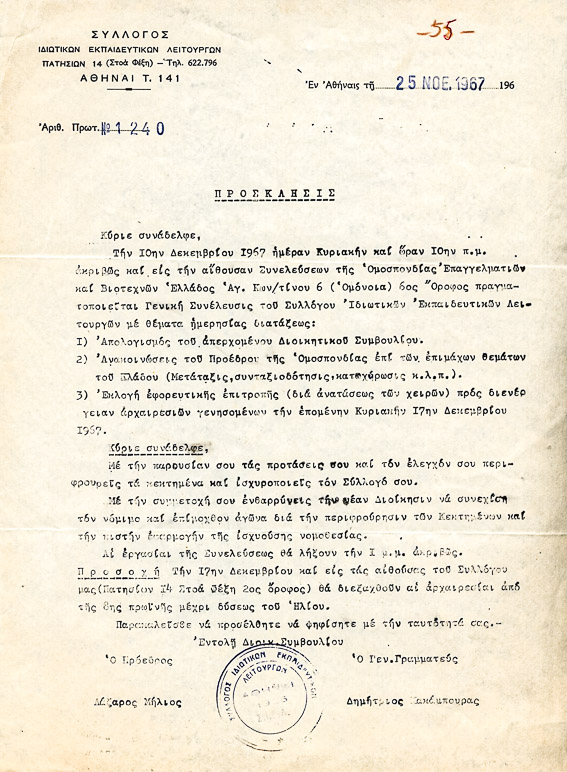 -55-
ΣΥΛΛΟΓΟΣ
ΙΔΙΩΤΙΚΩΝ ΕΚΠΑΙΔΕΥΤΙΚΩΝ ΛΕΙΤΟΥΡΓΩΝ
ΠΑΤΗΣΙΩΝ 14 (Στοὰ Φέξη) – Τηλ. 622.796
ΑΘΗΝΑΙ Τ. 141
Ἐν Ἀθήναις τῇ 25 ΝΟΕ. 1967 196
Ἀριθ. Πρωτ. Nº 1240
ΠΡΟΣΚΛΗΣΙΣ
Κύριε συνάδελφε,
Τήν 10ην Δεκεμβρίου 1967 ἡμέραν Κυριακήν καί ὥραν 10ην π.μ.
ἀκριβῶς καί εἰς τήν αἴθουσαν Συνελεύσεων τῆς Ὁμοσπονδίας Ἐπαγγελματιῶν
καί Βιοτεχνῶν Ἑλλάδος Ἁγ. Κων/τίνου 6 (Ὁμόνοια) 6ος Ὄροφος πραγμα-
τοποιεῖται Γενική Συνέλευσις τοῦ Συλλόγου Ἰδιωτικῶν Ἐκπαιδευτικῶν Λει-
τουργῶν μέ θέματα ἡμερησίας διατάξεως:
1) Ἀπολογισμός τοῦ ἀπερχομένου Διοικητικοῦ Συμβουλίου.
2) Ἀνακοινώσεις τοῦ Προέδρου τῆς Ὁμοσπονδίας ἐπί τῶν ἐπιμάχων θεμάτων
τοῦ Κλάδου (Μετάταξις, συνταξιοδότησις, κατοχύρωσις κ.λ.π.).
3) Ἐκλογή ἐφορευτικῆς ἐπιτροπῆς (διά ἀνατάσεως τῶν χειρῶν) πρός διενέρ
γειαν ἀρχαιρεσιῶν γενησομένων τήν ἑπομένην Κυριακήν 17ην Δεκεμβρίου
1967.
Κύριε συνάδελφε,
Μέ τήν παρουσίαν σου τάς προτάσεις σου καί τόν ἔλεγχόν σου περι-
φρουρεῖς τά κεκτημένα καί ἰσχυροποιεῖς τόν Σύλλογό σου.
Μέ τήν συμμετοχή σου ἐνθαρρύνεις τήν νέαν Διοίκησιν νά συνεχίσῃ
τόν νόμιμο καί ἐπίμοχθον ἀγῶνα διά τήν περιφρούρησιν τῶν Κεκτημένων καί
τήν πιστήν ἐφαρμογήν τῆς ἰσχυούσης νομοθεσίας.
Αἱ ἐργασίαι τῆς Συνελεύσεως θά λήξουν τήν 1 μ.μ. ἀκριβῶς.
Προσοχή Τήν 17ην Δεκεμβρίου καί εἰς τάς αἰθούσας τοῦ Συλλόγου
μας (Πατησίων 14 Στοά Φέξη 2ος ὄροφος) θά διεξαχθοῦν αἱ ἀρχαιρεσίαι ἀπό
τῆς 8ης πρωϊνῆς μέχρι δύσεως τοῦ Ἡλίου.
Παρακαλεῖσθε νά προσέλθητε νά ψηφίσητε μέ τήν ταυτότητά σας.-
Ἐντολῇ Διοικ. Συμβουλίου
Ὁ Πρόεδρος Ὁ Γεν. Γραμματεύς
ΣΥΛΛΟΓΟΣ ΙΔΙΩΤΙΚΩΝ ΕΚΠΑΙΔΕΥΤΙΚΩΝ
ΛΕΙΤΟΥΡΓΩΝ
Λάζαρος Μήλιος Δημήτριος Κακάμπουρας